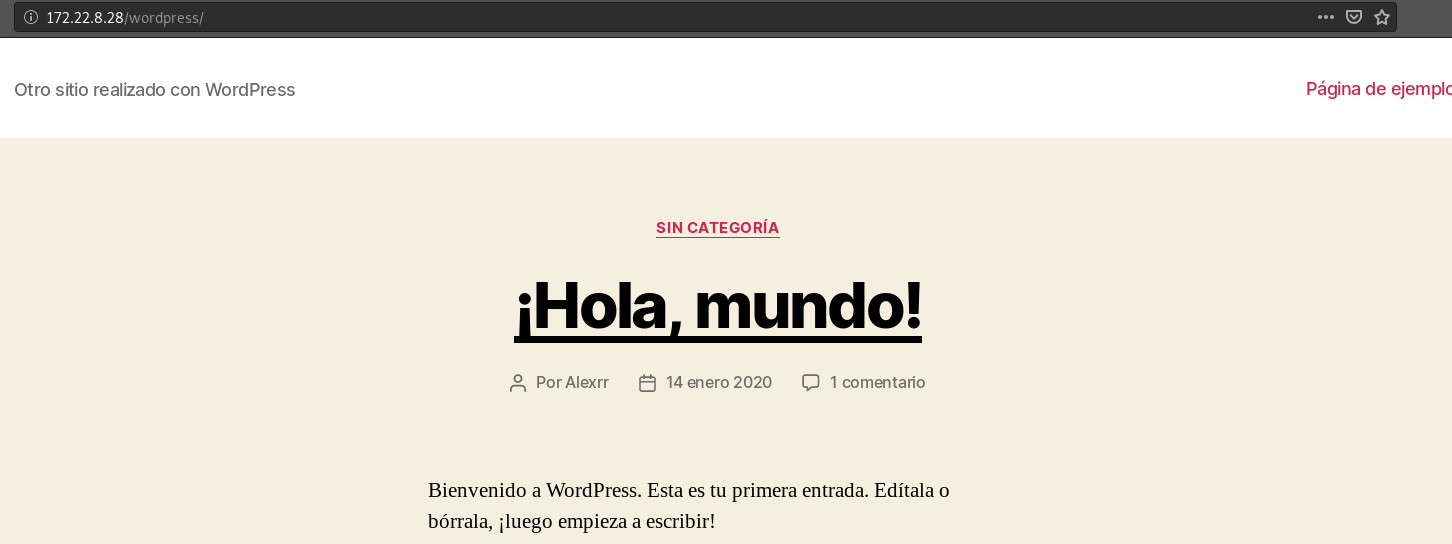 172.22.8.28/wordpress/
Otro sitio realizado con WordPress
Página de ejemplo
SIN CATEGORÍA
¡Hola, mundo!
Por Alexrr 14 enero 2020 1 comentario
Bienvenido a WordPress. Esta es tu primera entrada. Edítala o
bórrala, ¡luego empieza a escribir!